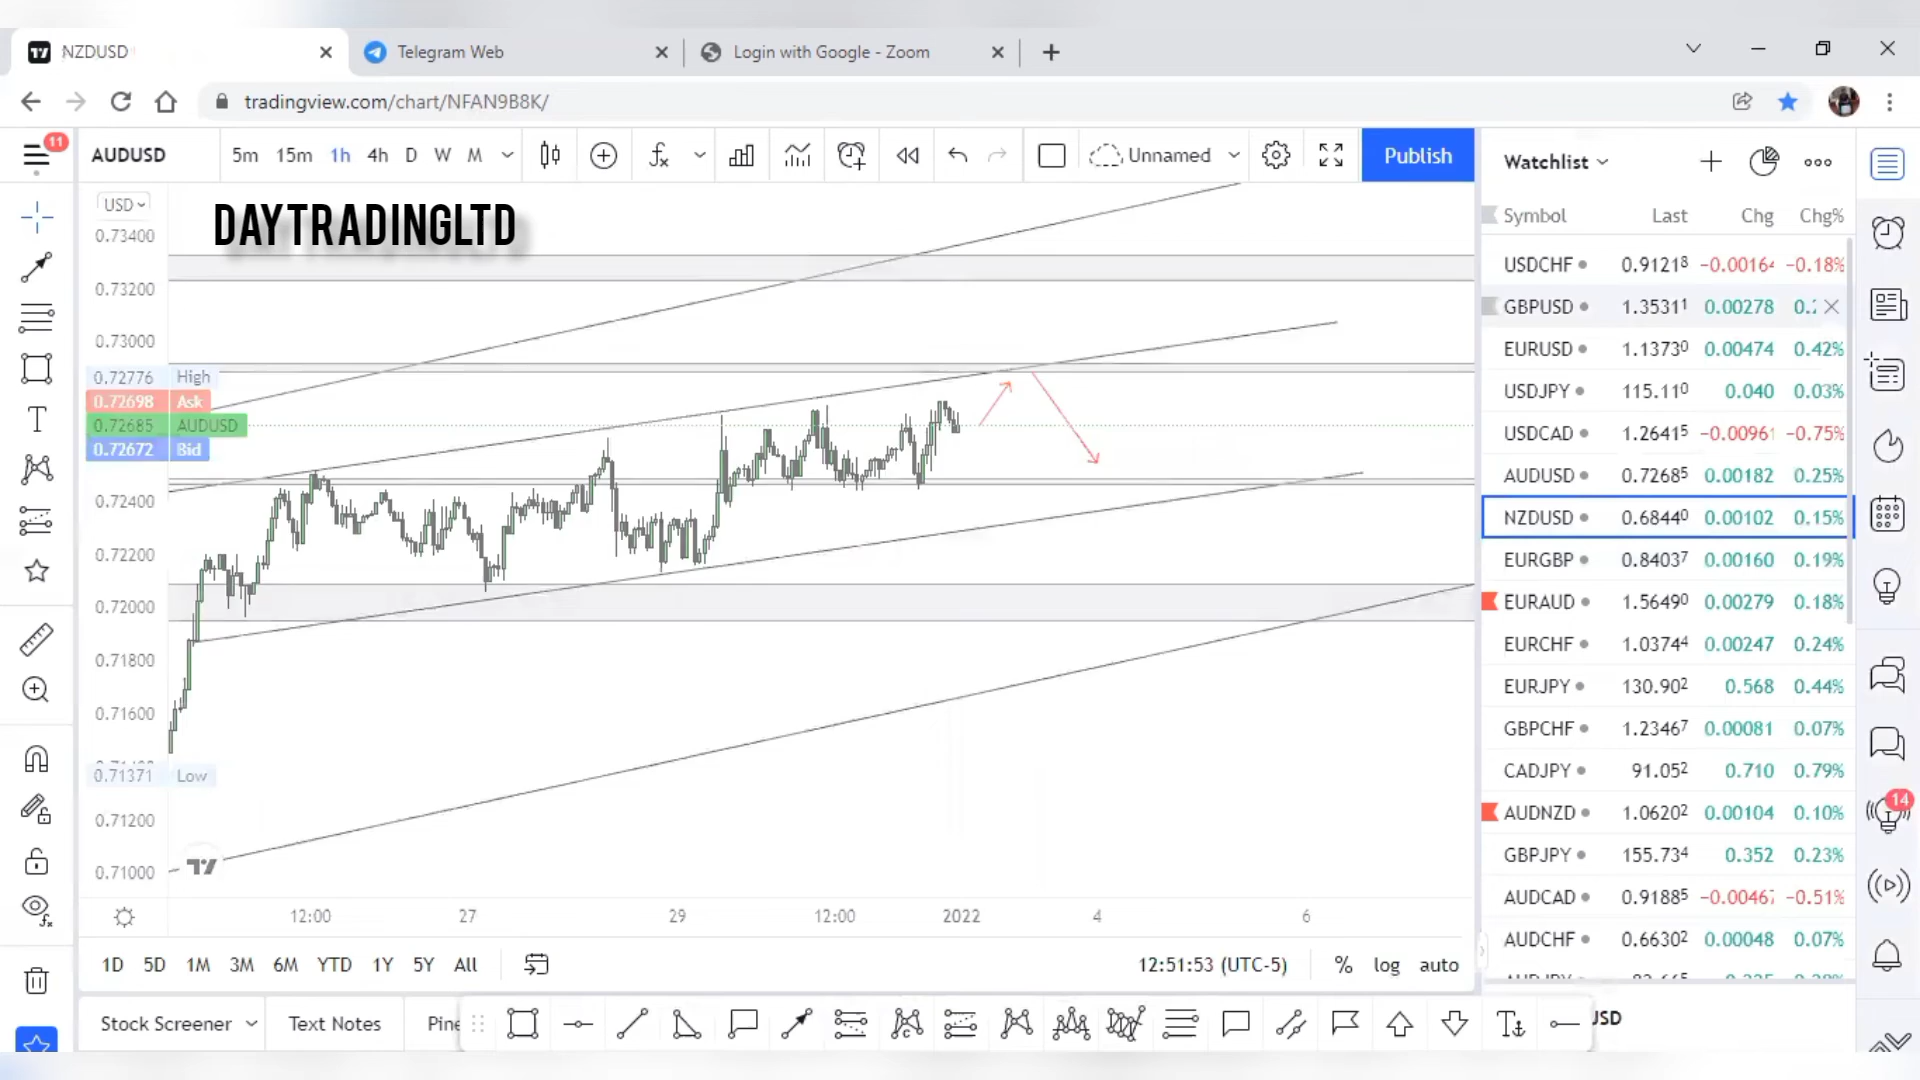 NZDUSD
Telegram Web
Login with Google - Zoom
tradingview.com/chart/NFAN9B8K/
11
AUDUSD 5m 15m 1h 4h D W M
Unnamed
Publish
USD
DAYTRADINGLTD
0.73400
0.73200
0.73000
0.72776 High
0.72698 Ask
0.72685 AUDUSD
0.72672 Bid
0.72400
0.72200
0.72000
0.71800
0.71600
0.71371 Low
0.71200
0.71000
12:00 27 29 12:00 2022 4 6
1D 5D 1M 3M 6M YTD 1Y 5Y All
12:51:53 (UTC-5) % log auto
Stock Screener Text Notes Pine
Watchlist
Symbol Last Chg Chg%
USDCHF 0.91218 −0.00164 −0.18%
GBPUSD 1.35311 0.00278
EURUSD 1.13730 0.00474 0.42%
USDJPY 115.110 0.040 0.03%
USDCAD 1.26415 −0.00961 −0.75%
AUDUSD 0.72685 0.00182 0.25%
NZDUSD 0.68440 0.00102 0.15%
EURGBP 0.84037 0.00160 0.19%
EURAUD 1.56490 0.00279 0.18%
EURCHF 1.03744 0.00247 0.24%
EURJPY 130.902 0.568 0.44%
GBPCHF 1.23467 0.00081 0.07%
CADJPY 91.052 0.710 0.79%
AUDNZD 1.06202 0.00104 0.10%
GBPJPY 155.734 0.352 0.23%
AUDCAD 0.91885 −0.00467 −0.51%
AUDCHF 0.66302 0.00048 0.07%
14